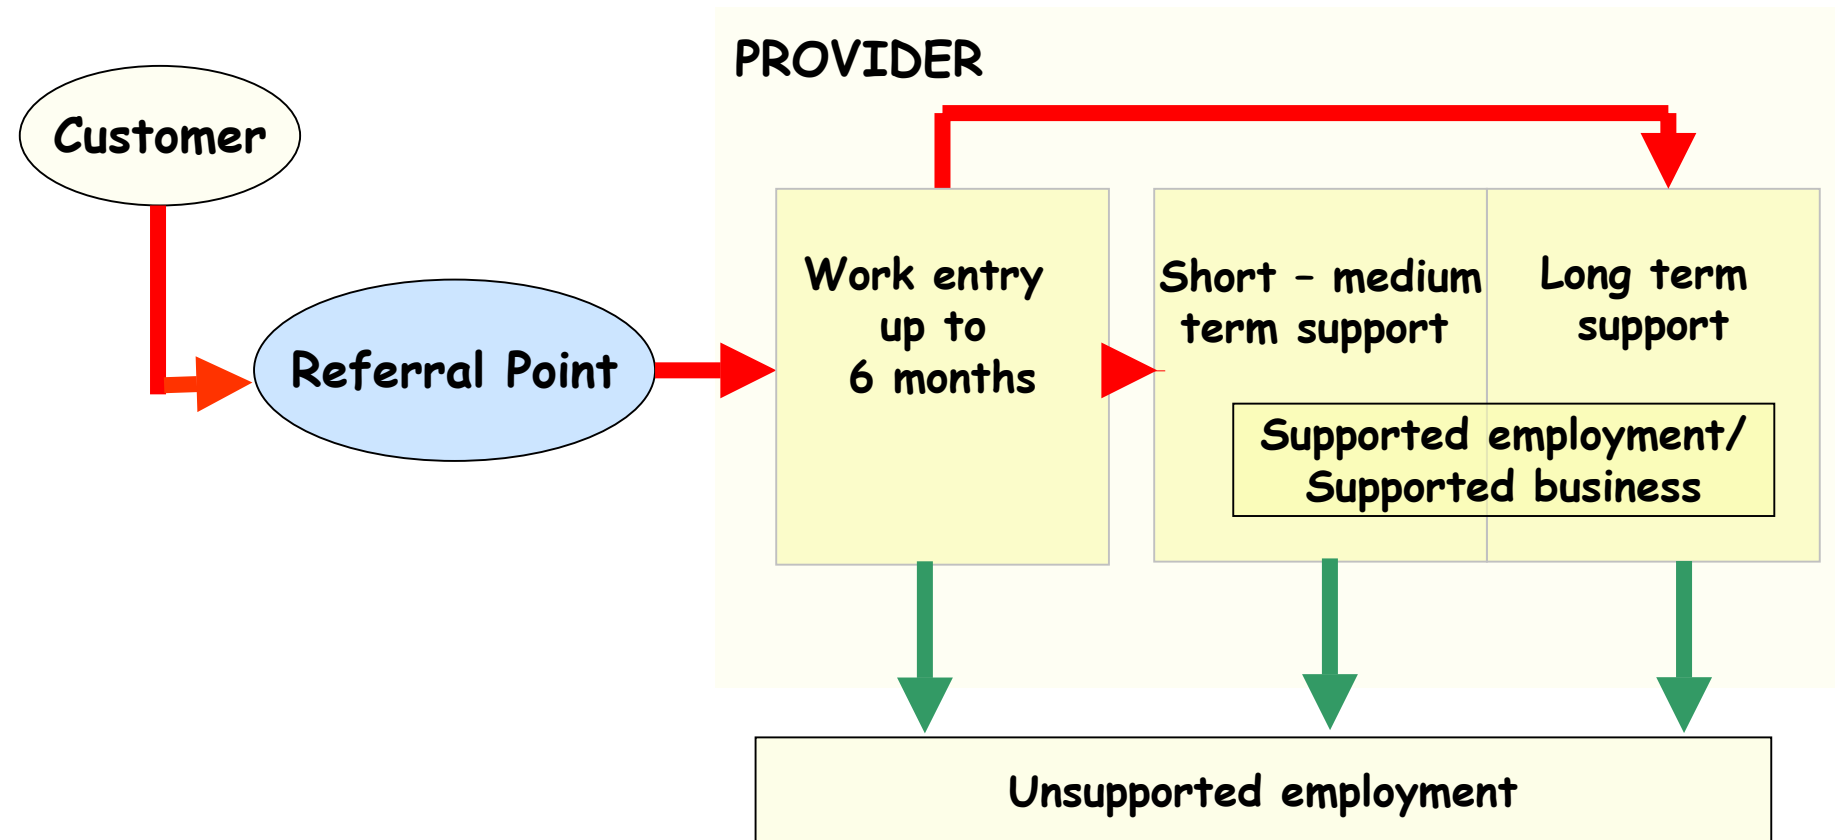 PROVIDER
Customer
Referral Point
Work entry
up to
6 months
Short – medium
term support
Long term
support
Supported employment/
Supported business
Unsupported employment